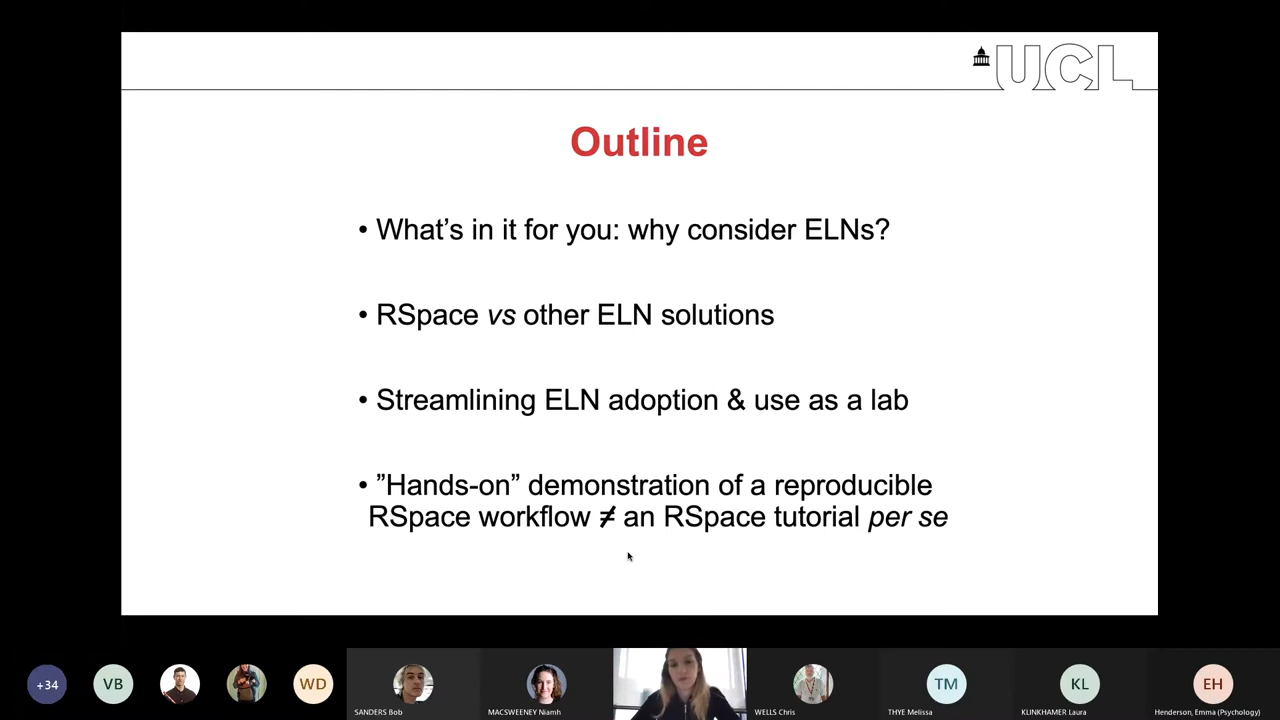 UCL
Outline
• What’s in it for you: why consider ELNs?
• RSpace vs other ELN solutions
• Streamlining ELN adoption & use as a lab
• ”Hands-on” demonstration of a reproducible
RSpace workflow ≠ an RSpace tutorial per se
+34
VB
WD
TM
KL
EH
SANDERS Bob
MACSWEENEY Niamh
WELLS Chris
THYE Melissa
KLINKHAMER Laura
Henderson, Emma (Psychology)